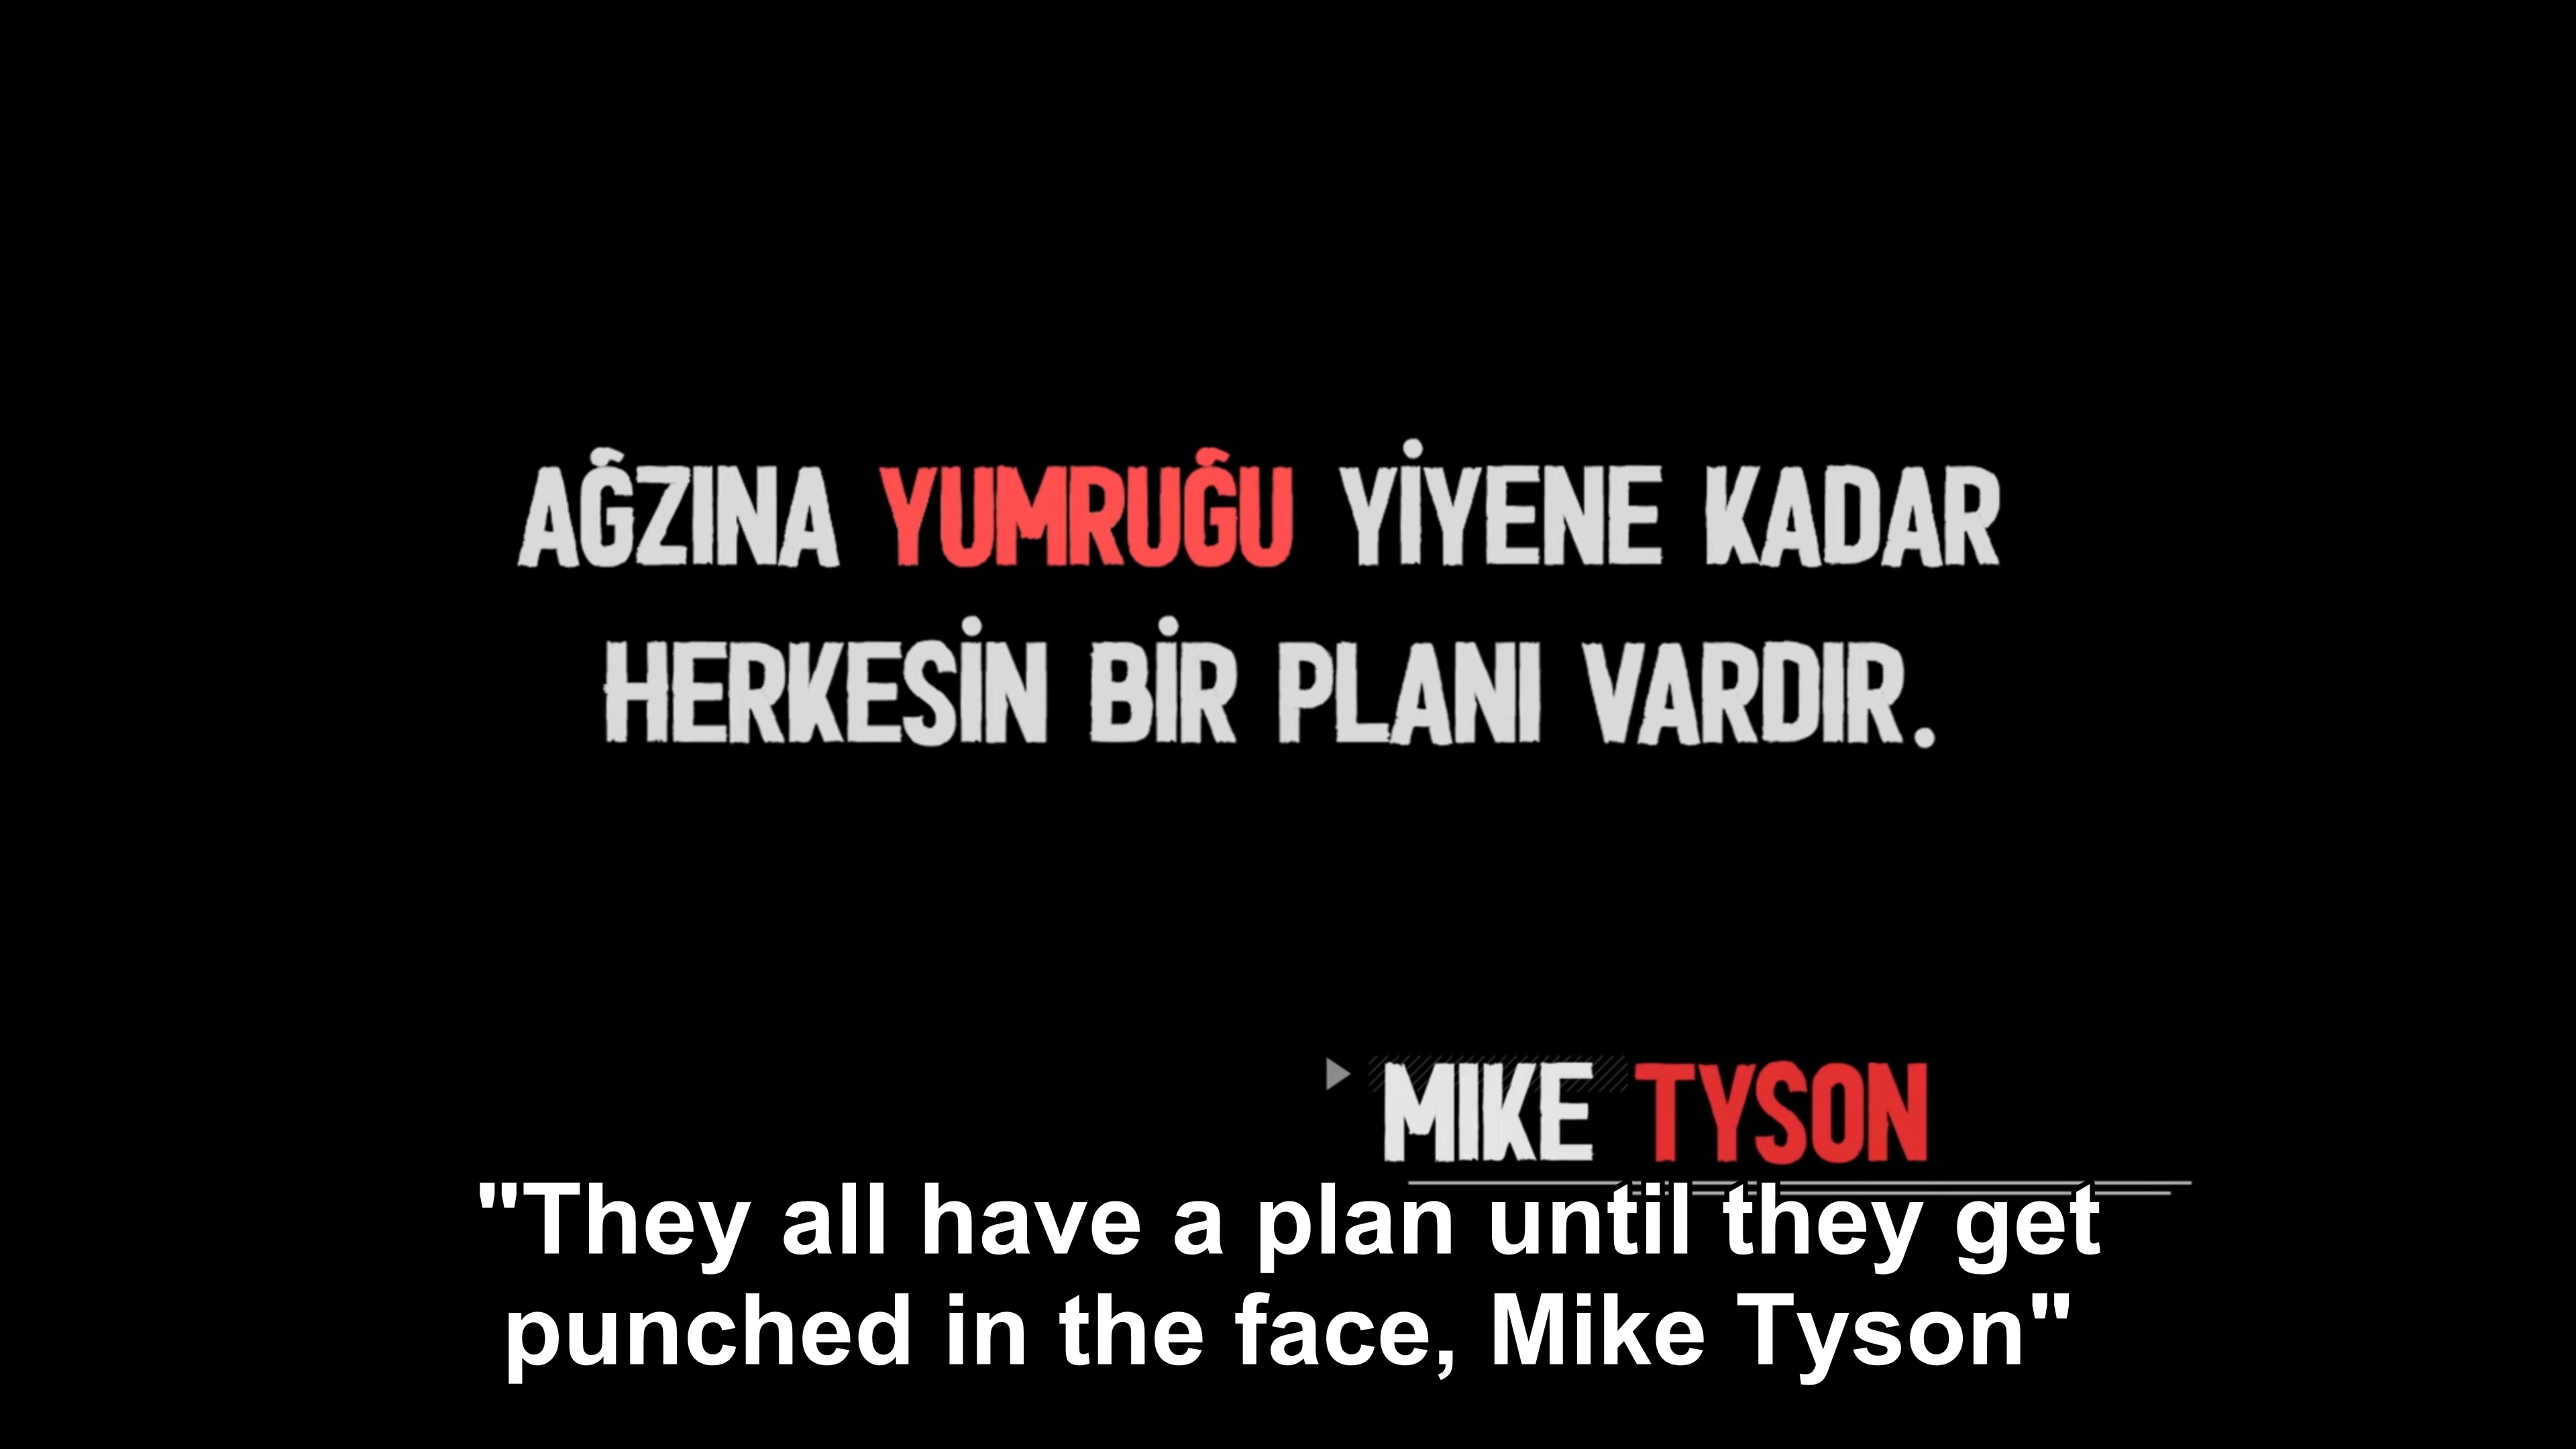 AĞZINA YUMRUĞU YİYENE KADAR
HERKESİN BİR PLANI VARDIR.
MIKE TYSON
"They all have a plan until they get
punched in the face, Mike Tyson"